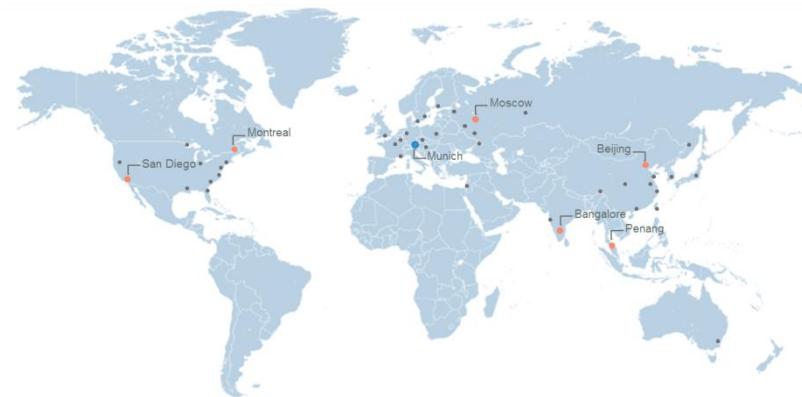 Moscow
Montreal
Beijing
San Diego
Munich
Bangalore
Penang